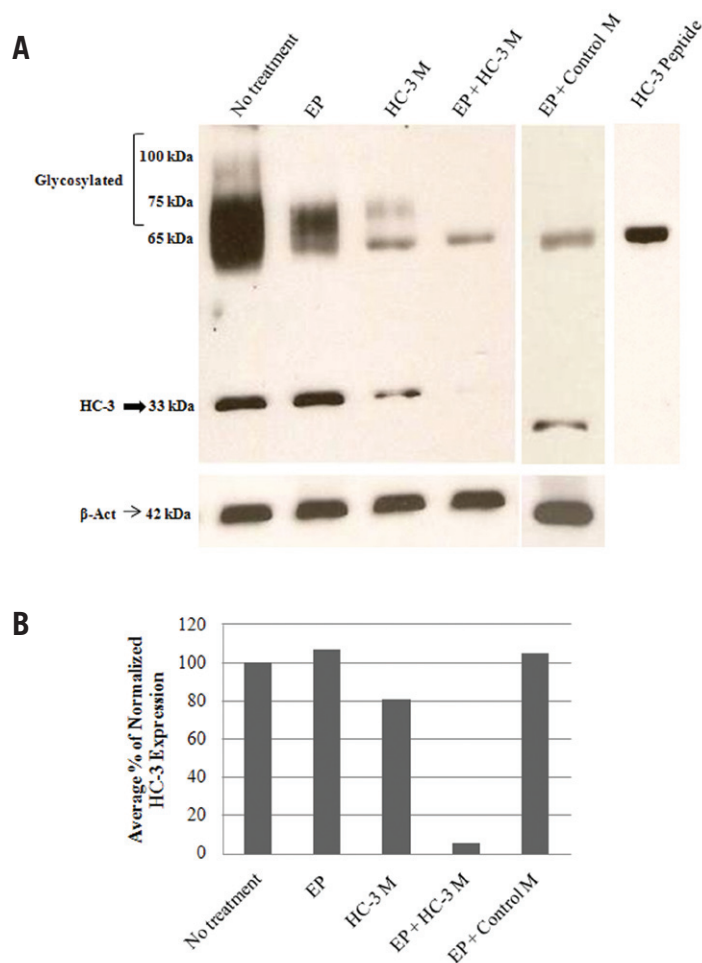 A
No treatment
EP
HC-3 M
EP + HC-3 M
EP + Control M
HC-3 Peptide
Glycosylated
100 kDa
75 kDa
65 kDa
HC-3 → 33 kDa
β-Act → 42 kDa
B
Average % of Normalized
HC-3 Expression
120
100
80
60
40
20
0
No treatment
EP
HC-3 M
EP + HC-3 M
EP + Control M